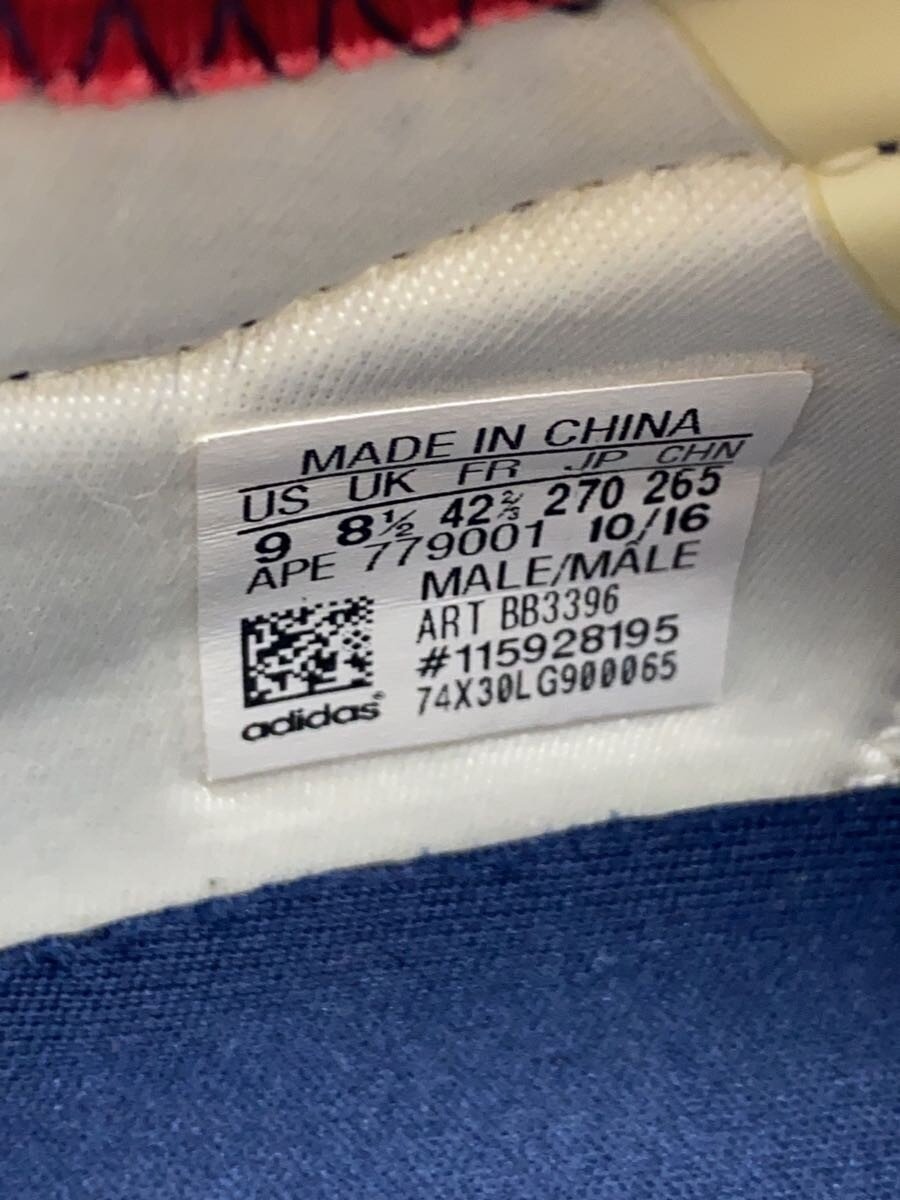 MADE IN CHINA
US UK FR JP CHN
9 8½ 42⅔ 270 265
APE 779001 10/16
MALE/MÂLE
ART BB3396
#115928195
74X30LG900065
adidas®